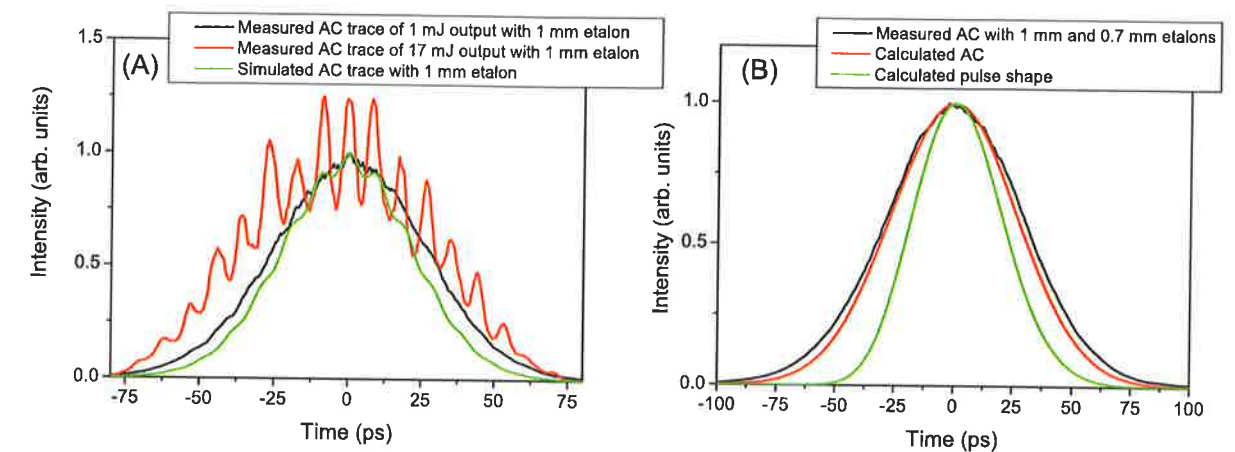 Measured AC trace of 1 mJ output with 1 mm etalon
Measured AC trace of 17 mJ output with 1 mm etalon
Simulated AC trace with 1 mm etalon
(A)
1.5
1.0
0.5
0.0
Intensity (arb. units)
-75 -50 -25 0 25 50 75
Time (ps)
Measured AC with 1 mm and 0.7 mm etalons
Calculated AC
Calculated pulse shape
(B)
1.0
0.5
0.0
Intensity (arb. units)
-100 -75 -50 -25 0 25 50 75 100
Time (ps)